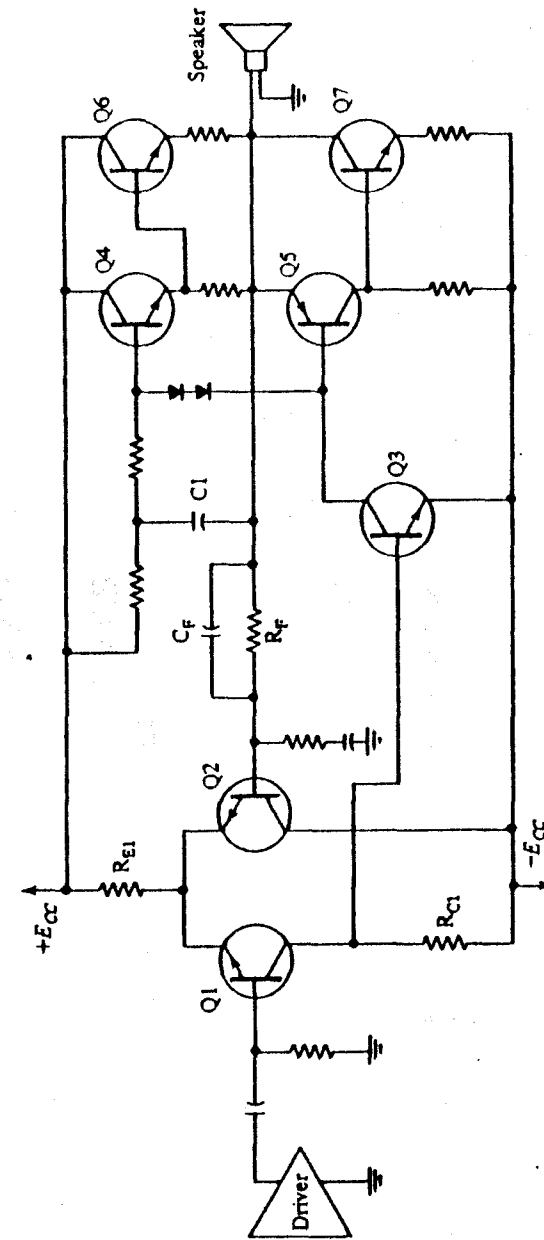 Driver
Q1
+E_CC
R_E1
R_C1
-E_CC
Q2
C_F
R_F
C1
Q3
Q4
Q5
Q6
Q7
Speaker